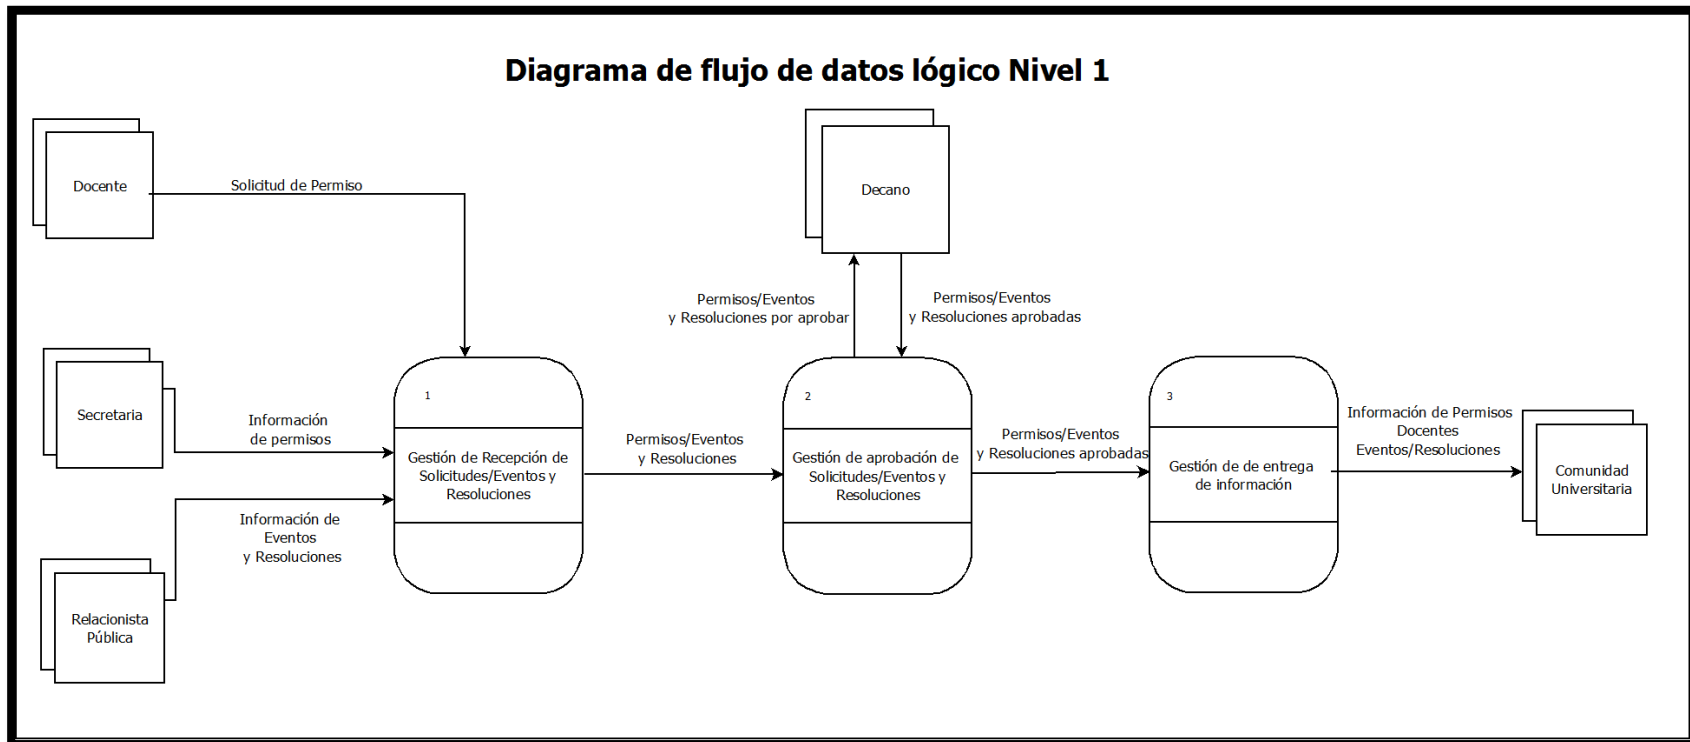 Diagrama de flujo de datos lógico Nivel 1
Docente
Solicitud de Permiso
Decano
Permisos/Eventos
y Resoluciones por aprobar
Permisos/Eventos
y Resoluciones aprobadas
Secretaria
Información
de permisos
Relacionista
Pública
Información de
Eventos
y Resoluciones
1
Gestión de Recepción de
Solicitudes/Eventos y
Resoluciones
Permisos/Eventos
y Resoluciones
2
Gestión de aprobación de
Solicitudes/Eventos y
Resoluciones
Permisos/Eventos
y Resoluciones aprobadas
3
Gestión de de entrega
de información
Información de Permisos
Docentes
Eventos/Resoluciones
Comunidad
Universitaria